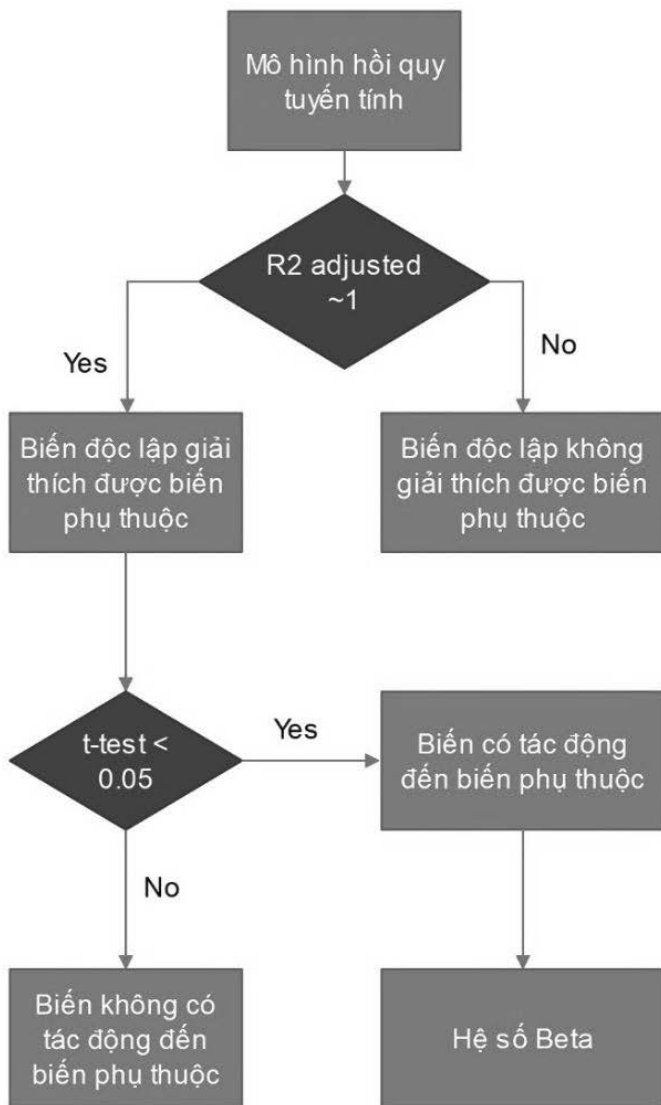 Mô hình hồi quy
tuyến tính
R2 adjusted
~1
Yes
No
Biến độc lập giải
thích được biến
phụ thuộc
Biến độc lập không
giải thích được biến
phụ thuộc
t-test <
0.05
Yes
Biến có tác động
đến biến phụ thuộc
No
Biến không có
tác động đến
biến phụ thuộc
Hệ số Beta